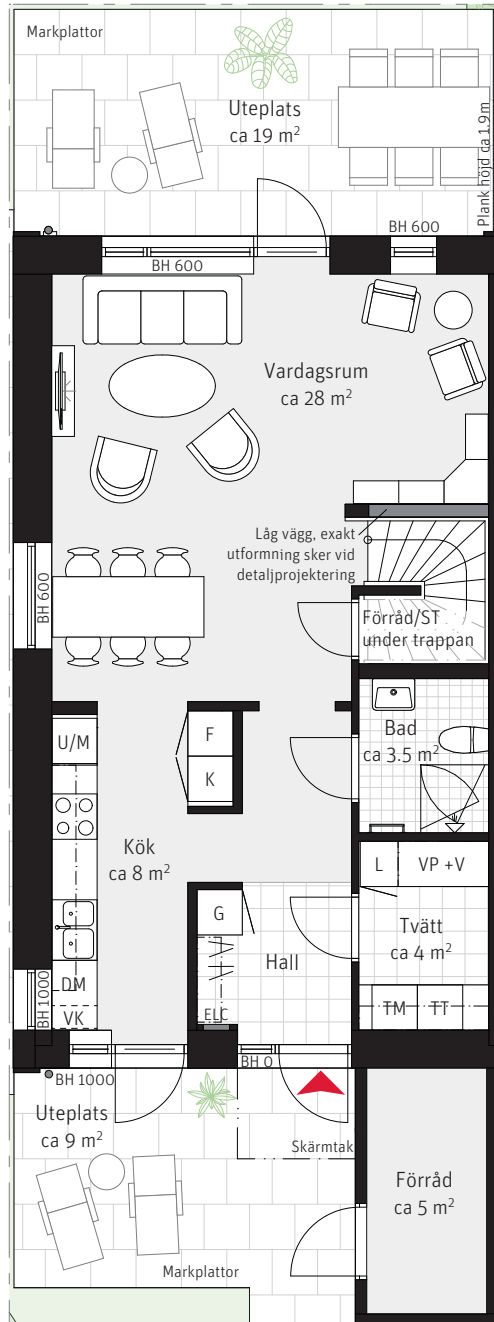 Markplattor
Uteplats
ca 19 m²
Plank höjd ca 1.9m
BH 600
BH 600
Vardagsrum
ca 28 m²
Låg vägg, exakt
utformning sker vid
detaljprojektering
BH 600
Förråd/ST
under trappan
U/M
F
K
Bad
ca 3.5 m²
Kök
ca 8 m²
L
VP +V
G
Tvätt
ca 4 m²
Hall
DM
VK
BH 1000
ELC
TM
TT
BH 1000
BH 0
Uteplats
ca 9 m²
Skärmtak
Förråd
ca 5 m²
Markplattor